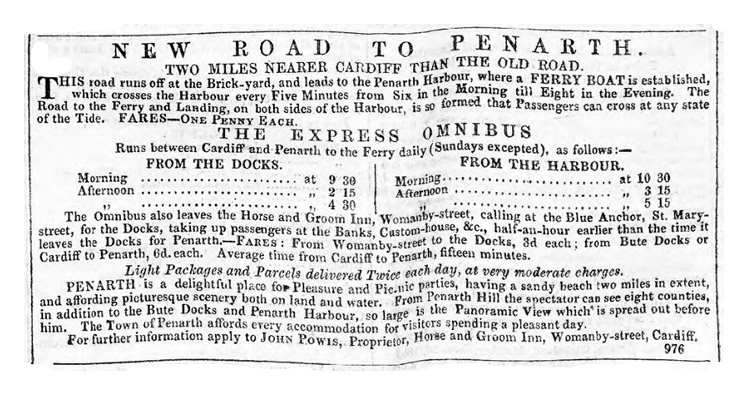 NEW ROAD TO PENARTH.
TWO MILES NEARER CARDIFF THAN THE OLD ROAD.
THIS road runs off at the Brick-yard, and leads to the Penarth Harbour, where a FERRY BOAT is established,
which crosses the Harbour every Five Minutes from Six in the Morning till Eight in the Evening. The
Road to the Ferry and Landing, on both sides of the Harbour, is so formed that Passengers can cross at any state
of the Tide. FARES—ONE PENNY EACH.
THE EXPRESS OMNIBUS
Runs between Cardiff and Penarth to the Ferry daily (Sundays excepted), as follows:—
FROM THE DOCKS.
Morning ........................ at 9 30
Afternoon ........................ „ 2 15
„ ........................ „ 4 30
FROM THE HARBOUR.
Morning ........................ at 10 30
Afternoon ........................ „ 3 15
„ ........................ „ 5 15
The Omnibus also leaves the Horse and Groom Inn, Womanby-street, calling at the Blue Anchor, St. Mary-
street, for the Docks, taking up passengers at the Banks, Custom-house, &c., half-an-hour earlier than the time it
leaves the Docks for Penarth.—FARES: From Womanby-street to the Docks, 3d each; from Bute Docks or
Cardiff to Penarth, 6d. each. Average time from Cardiff to Penarth, fifteen minutes.
Light Packages and Parcels delivered Twice each day, at very moderate charges.
PENARTH is a delightful place for Pleasure and Pic-nic parties, having a sandy beach two miles in extent,
and affording picturesque scenery both on land and water. From Penarth Hill the spectator can see eight counties,
in addition to the Bute Docks and Penarth Harbour, so large is the Panoramic View which is spread out before
him. The Town of Penarth affords every accommodation for visitors spending a pleasant day.
For further information apply to JOHN POWIS, Proprietor, Horse and Groom Inn, Womanby-street, Cardiff.
976